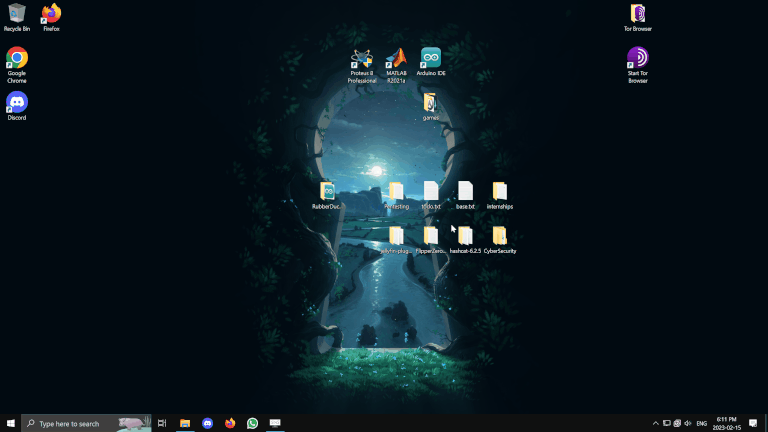 Recycle Bin
Firefox
Tor Browser
Google
Chrome
Proteus 8
Professional
MATLAB
R2021a
Arduino IDE
Start Tor
Browser
Discord
games
RubberDuc...
Pentesting
todo.txt
base.txt
internships
jellyfin-plug...
FlipperZero...
hashcat-6.2.5
CyberSecurity
Type here to search
ENG
6:11 PM
2023-02-15